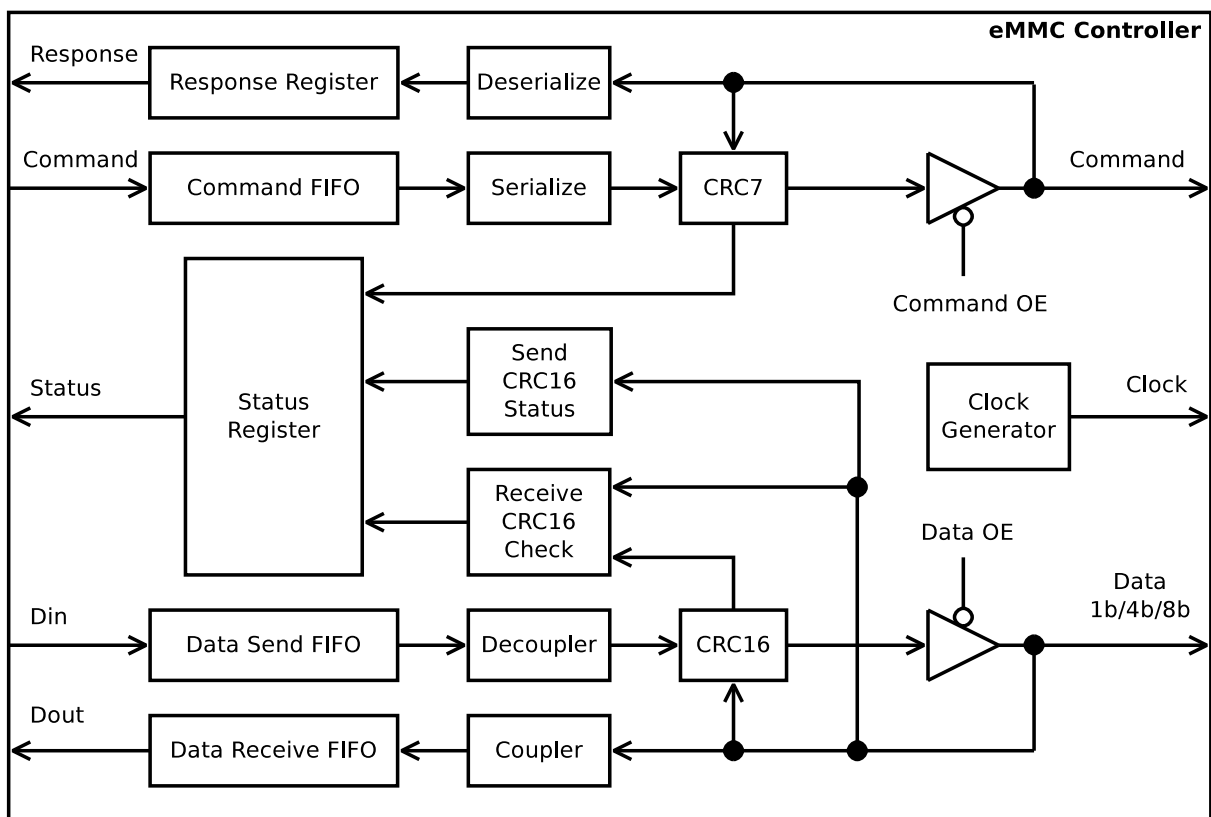 eMMC Controller
Response
Response Register
Deserialize
Command
Command FIFO
Serialize
CRC7
Command
Command OE
Status
Status
Register
Send
CRC16
Status
Clock
Generator
Clock
Receive
CRC16
Check
Data OE
Data
1b/4b/8b
Din
Data Send FIFO
Decoupler
CRC16
Dout
Data Receive FIFO
Coupler